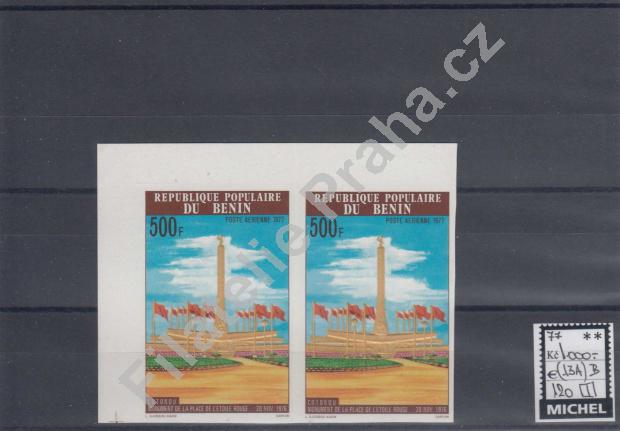 RÉPUBLIQUE POPULAIRE
DU BENIN
500F
POSTE AERIENNE 1977
COTONOU
MONUMENT DE LA PLACE DE L'ETOILE ROUGE 30 NOV. 1976
RÉPUBLIQUE POPULAIRE
DU BENIN
500F
POSTE AERIENNE 1977
COTONOU
MONUMENT DE LA PLACE DE L'ETOILE ROUGE 30 NOV. 1976
Filatelie Praha.cz
77 **
Kč 1000,-
€ (13A) B
120
MICHEL